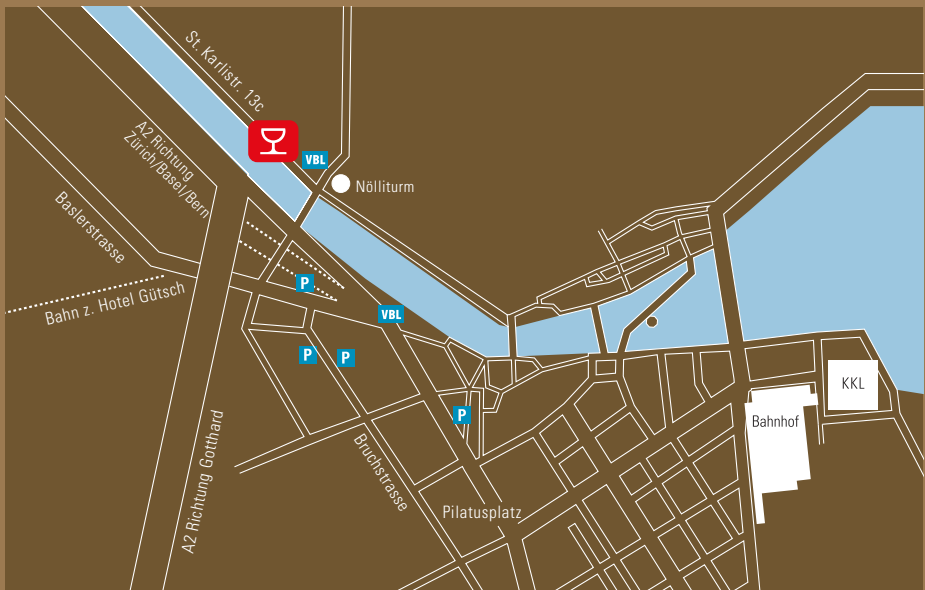 St. Karlistr. 13c
A2 Richtung
Zürich/Basel/Bern
VBL
Nölliturm
Baslerstrasse
P
Bahn z. Hotel Gütsch
VBL
P
P
KKL
P
Bahnhof
A2 Richtung Gotthard
Bruchstrasse
Pilatusplatz